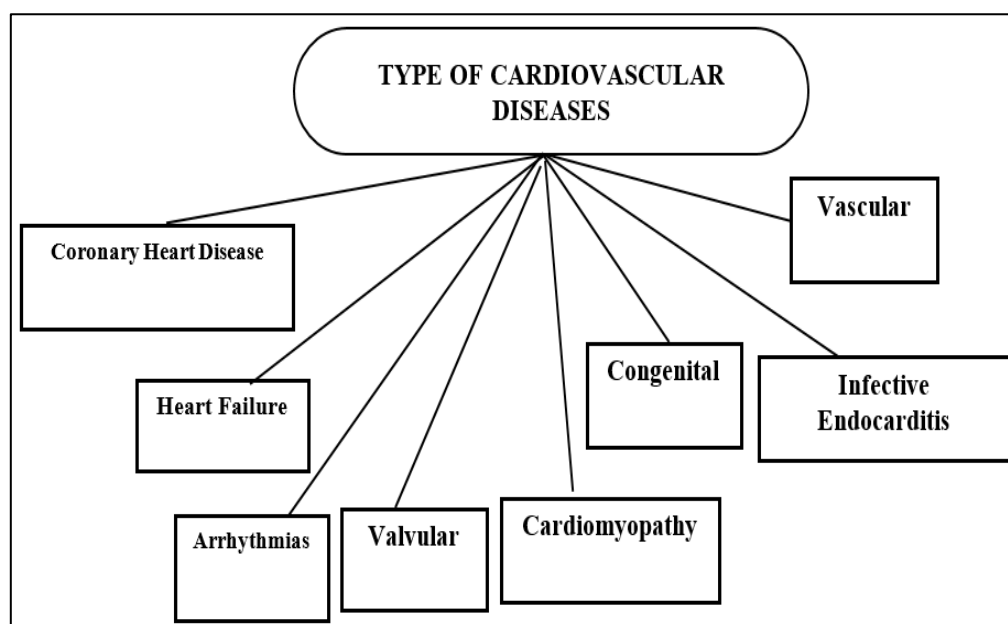 TYPE OF CARDIOVASCULAR
DISEASES
Vascular
Coronary Heart Disease
Congenital
Infective
Endocarditis
Heart Failure
Arrhythmias
Valvular
Cardiomyopathy